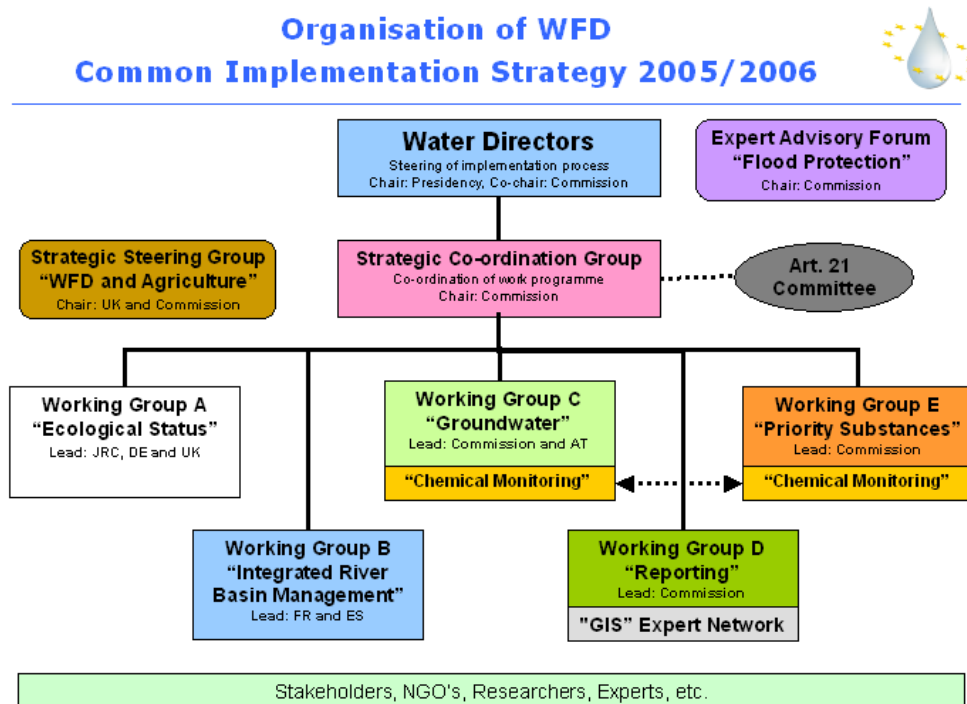 Organisation of WFD
Common Implementation Strategy 2005/2006
Water Directors
Steering of implementation process
Chair: Presidency, Co-chair: Commission
Expert Advisory Forum
“Flood Protection”
Chair: Commission
Strategic Steering Group
“WFD and Agriculture”
Chair: UK and Commission
Strategic Co-ordination Group
Co-ordination of work programme
Chair: Commission
Art. 21
Committee
Working Group A
“Ecological Status”
Lead: JRC, DE and UK
Working Group C
“Groundwater”
Lead: Commission and AT
“Chemical Monitoring”
Working Group E
“Priority Substances”
Lead: Commission
“Chemical Monitoring”
Working Group B
“Integrated River
Basin Management”
Lead: FR and ES
Working Group D
“Reporting”
Lead: Commission
"GIS" Expert Network
Stakeholders, NGO's, Researchers, Experts, etc.